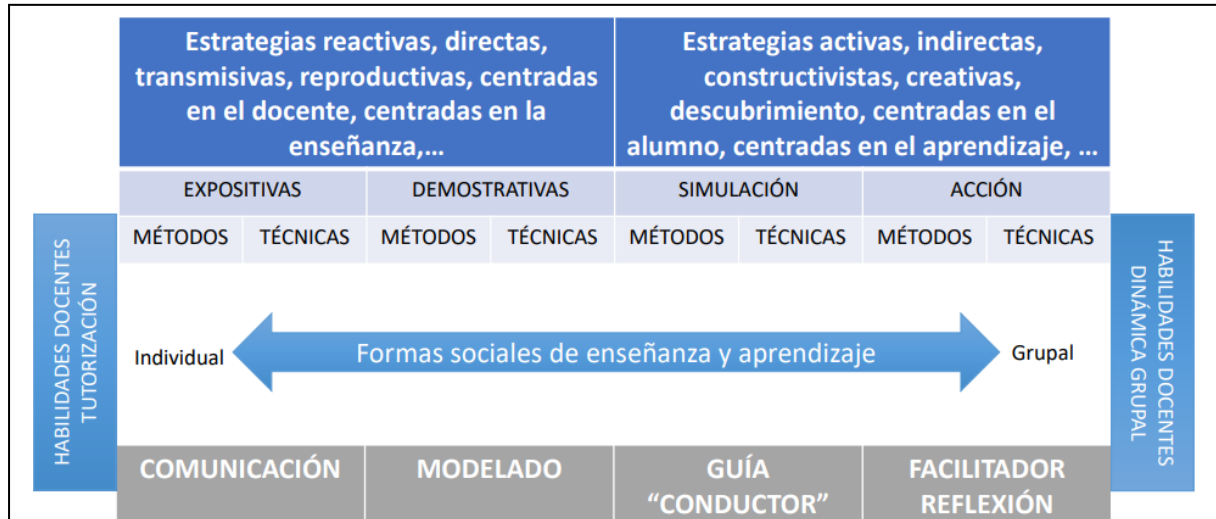 Estrategias reactivas, directas,
transmisivas, reproductivas, centradas
en el docente, centradas en la
enseñanza,...
Estrategias activas, indirectas,
constructivistas, creativas,
descubrimiento, centradas en el
alumno, centradas en el aprendizaje, ...
EXPOSITIVAS
DEMOSTRATIVAS
SIMULACIÓN
ACCIÓN
MÉTODOS
TÉCNICAS
MÉTODOS
TÉCNICAS
MÉTODOS
TÉCNICAS
MÉTODOS
TÉCNICAS
HABILIDADES DOCENTES
TUTORIZACIÓN
Individual
Formas sociales de enseñanza y aprendizaje
Grupal
HABILIDADES DOCENTES
DINÁMICA GRUPAL
COMUNICACIÓN
MODELADO
GUÍA
“CONDUCTOR”
FACILITADOR
REFLEXIÓN